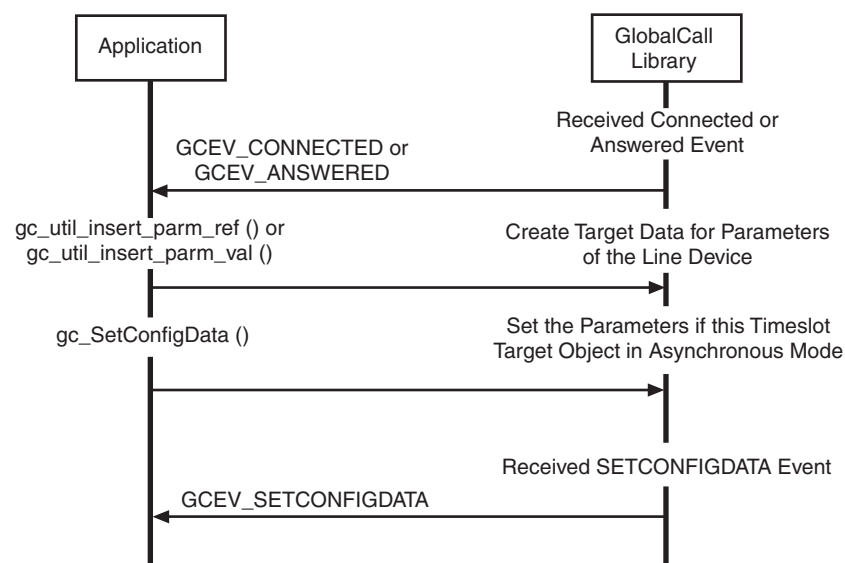 Application
GlobalCall
Library
Received Connected or
Answered Event
GCEV_CONNECTED or
GCEV_ANSWERED
gc_util_insert_parm_ref () or
gc_util_insert_parm_val ()
Create Target Data for Parameters
of the Line Device
gc_SetConfigData ()
Set the Parameters if this Timeslot
Target Object in Asynchronous Mode
Received SETCONFIGDATA Event
GCEV_SETCONFIGDATA